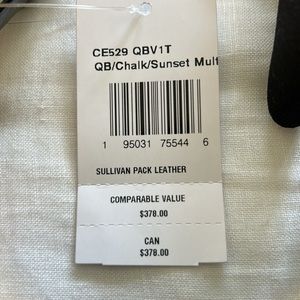 CE529 QBV1T
QB/Chalk/Sunset Mult
1 95031 75544 6
SULLIVAN PACK LEATHER
COMPARABLE VALUE
$378.00
CAN
$378.00